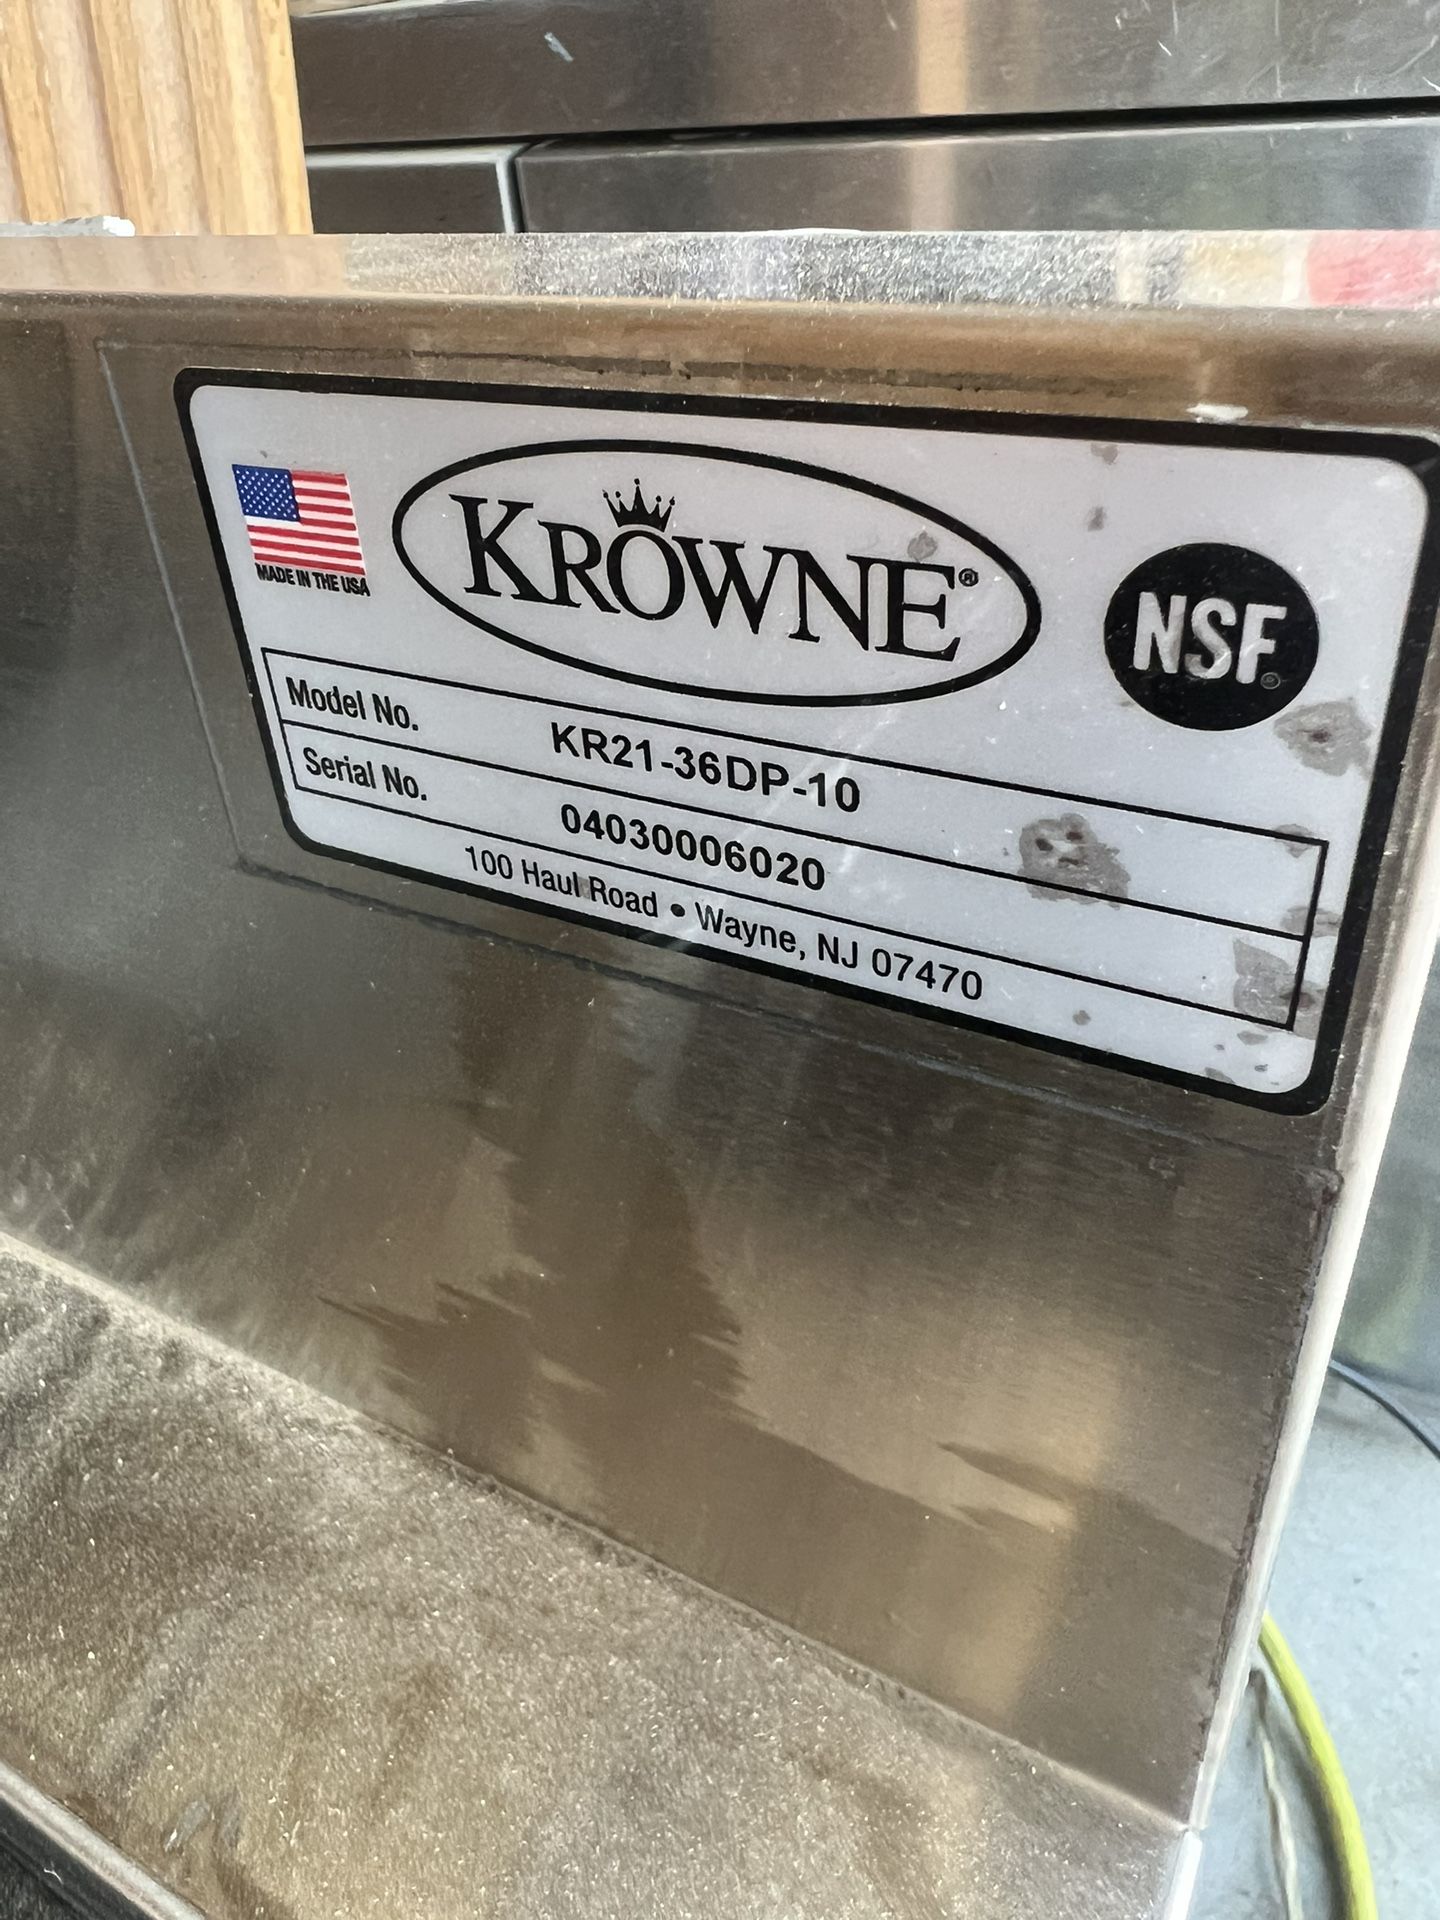 MADE IN THE USA
KROWNE®
NSF®
Model No. KR21-36DP-10
Serial No. 04030006020
100 Haul Road • Wayne, NJ 07470